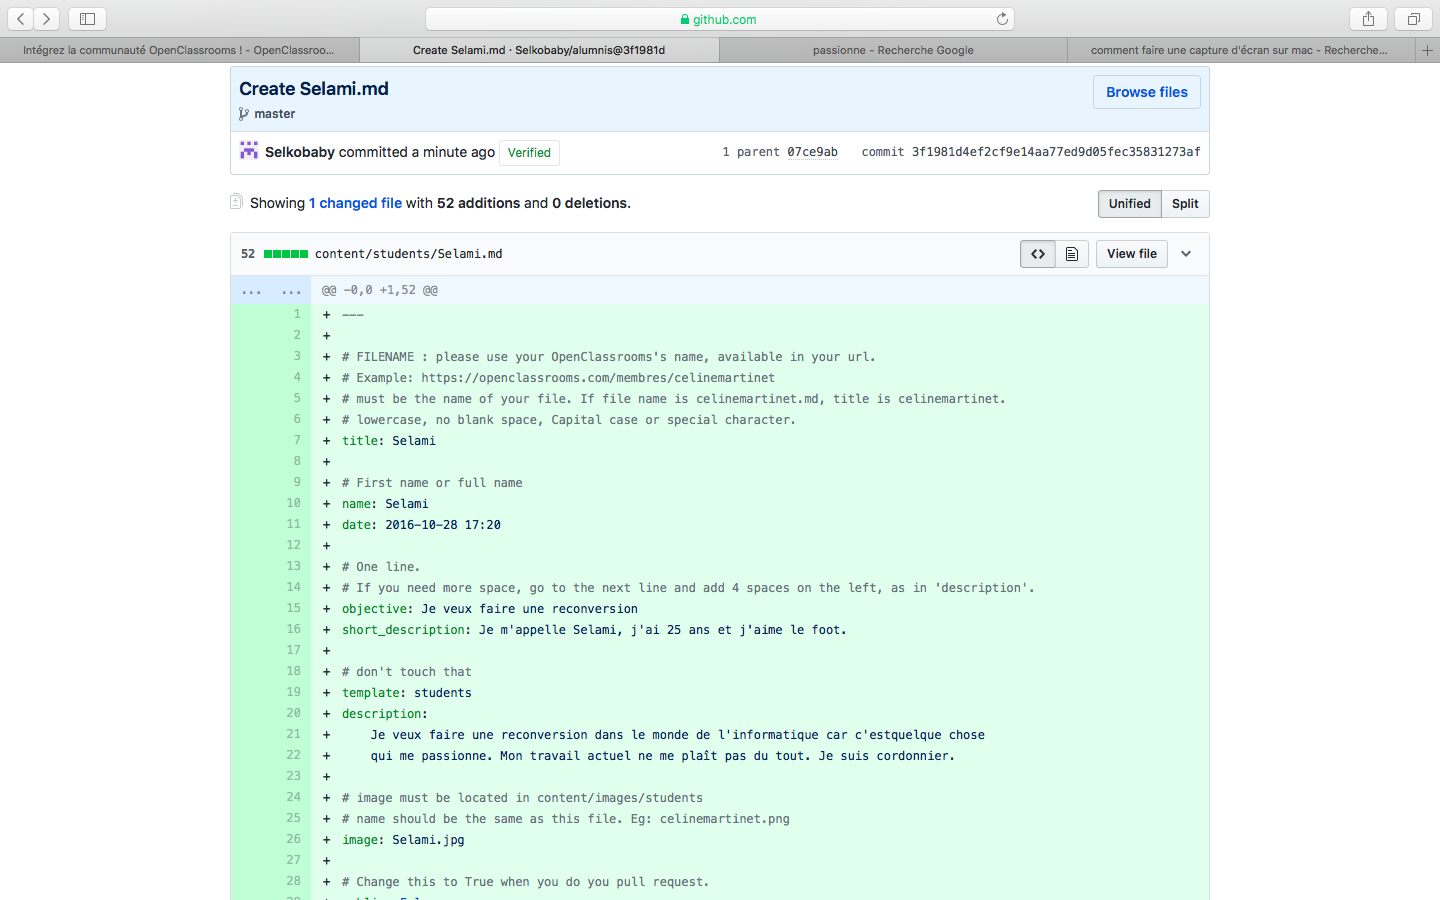 github.com
Intégrez la communauté OpenClassrooms ! - OpenClassroo...
Create Selami.md · Selkobaby/alumnis@3f1981d
passionne - Recherche Google
comment faire une capture d'écran sur mac - Recherche...
Create Selami.md
Browse files
master
Selkobaby committed a minute ago Verified
1 parent 07ce9ab commit 3f1981d4ef2cf9e14aa77ed9d05fec35831273af
Showing 1 changed file with 52 additions and 0 deletions.
Unified Split
52 content/students/Selami.md
<> View file
... ... @@ -0,0 +1,52 @@
1 + ---
2 +
3 + # FILENAME : please use your OpenClassrooms's name, available in your url.
4 + # Example: https://openclassrooms.com/membres/celinemartinet
5 + # must be the name of your file. If file name is celinemartinet.md, title is celinemartinet.
6 + # lowercase, no blank space, Capital case or special character.
7 + title: Selami
8 +
9 + # First name or full name
10 + name: Selami
11 + date: 2016-10-28 17:20
12 +
13 + # One line.
14 + # If you need more space, go to the next line and add 4 spaces on the left, as in 'description'.
15 + objective: Je veux faire une reconversion
16 + short_description: Je m'appelle Selami, j'ai 25 ans et j'aime le foot.
17 +
18 + # don't touch that
19 + template: students
20 + description:
21 + Je veux faire une reconversion dans le monde de l'informatique car c'estquelque chose
22 + qui me passionne. Mon travail actuel ne me plaît pas du tout. Je suis cordonnier.
23 +
24 + # image must be located in content/images/students
25 + # name should be the same as this file. Eg: celinemartinet.png
26 + image: Selami.jpg
27 +
28 + # Change this to True when you do you pull request.